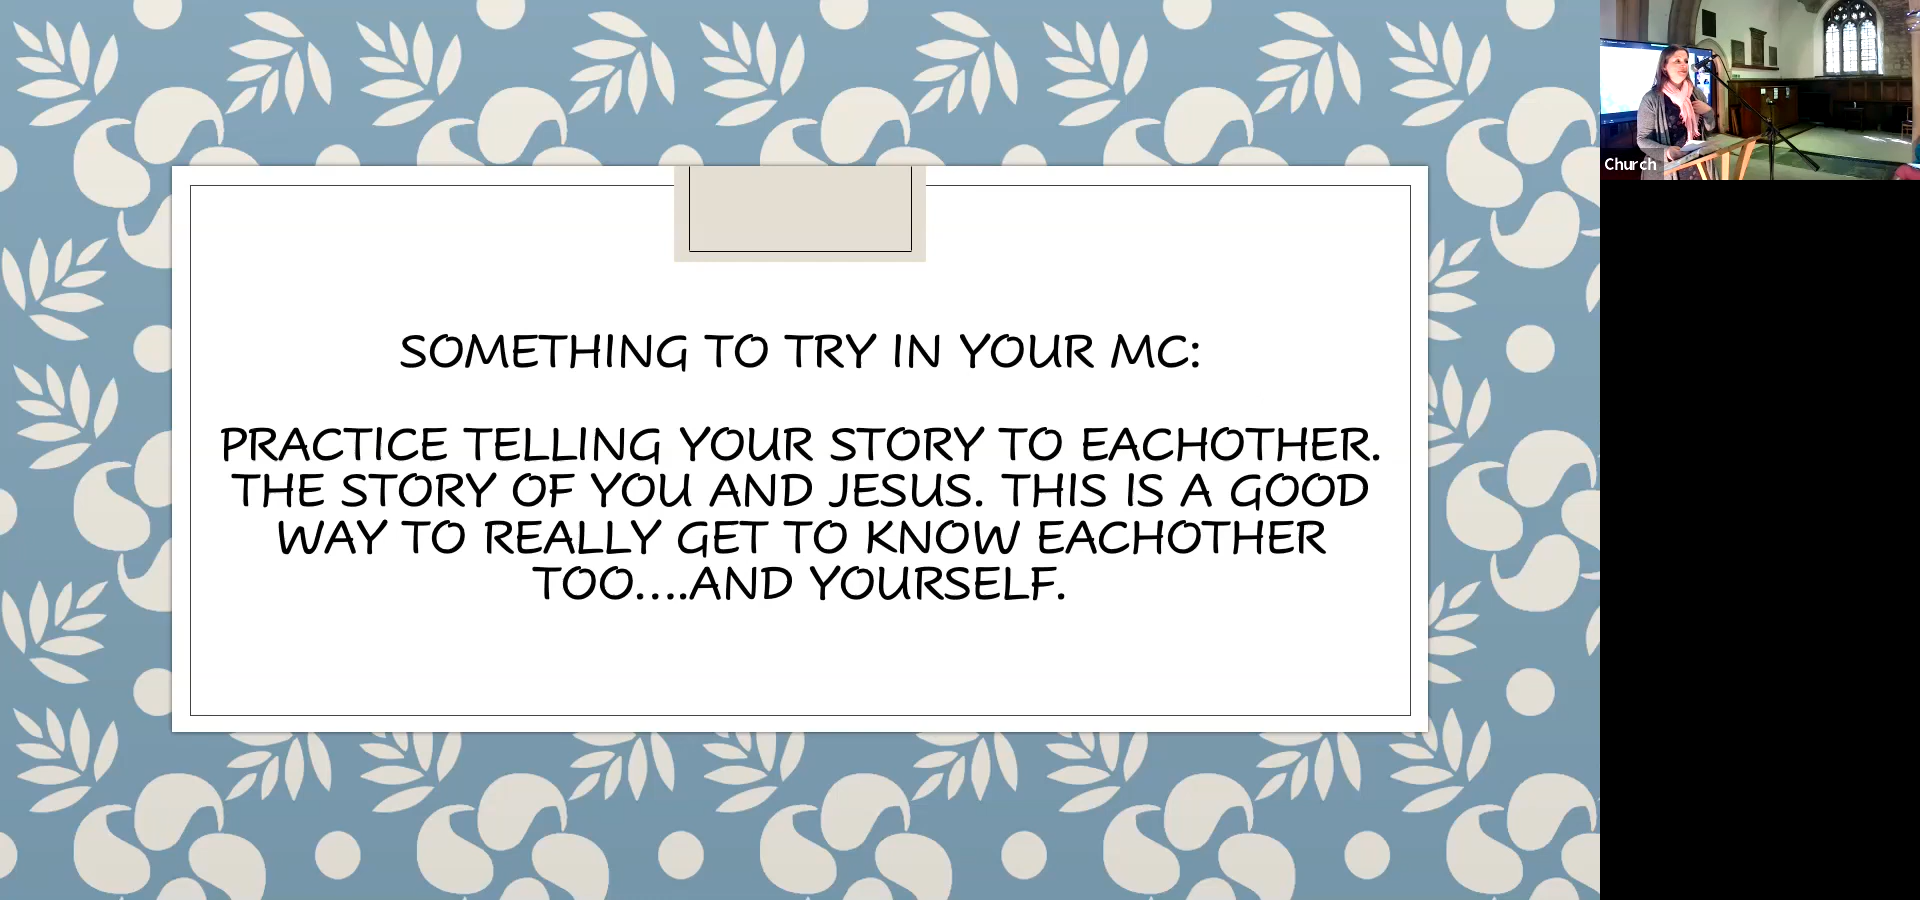 SOMETHING TO TRY IN YOUR MC:
PRACTICE TELLING YOUR STORY TO EACHOTHER.
THE STORY OF YOU AND JESUS. THIS IS A GOOD
WAY TO REALLY GET TO KNOW EACHOTHER
TOO....AND YOURSELF.
Church